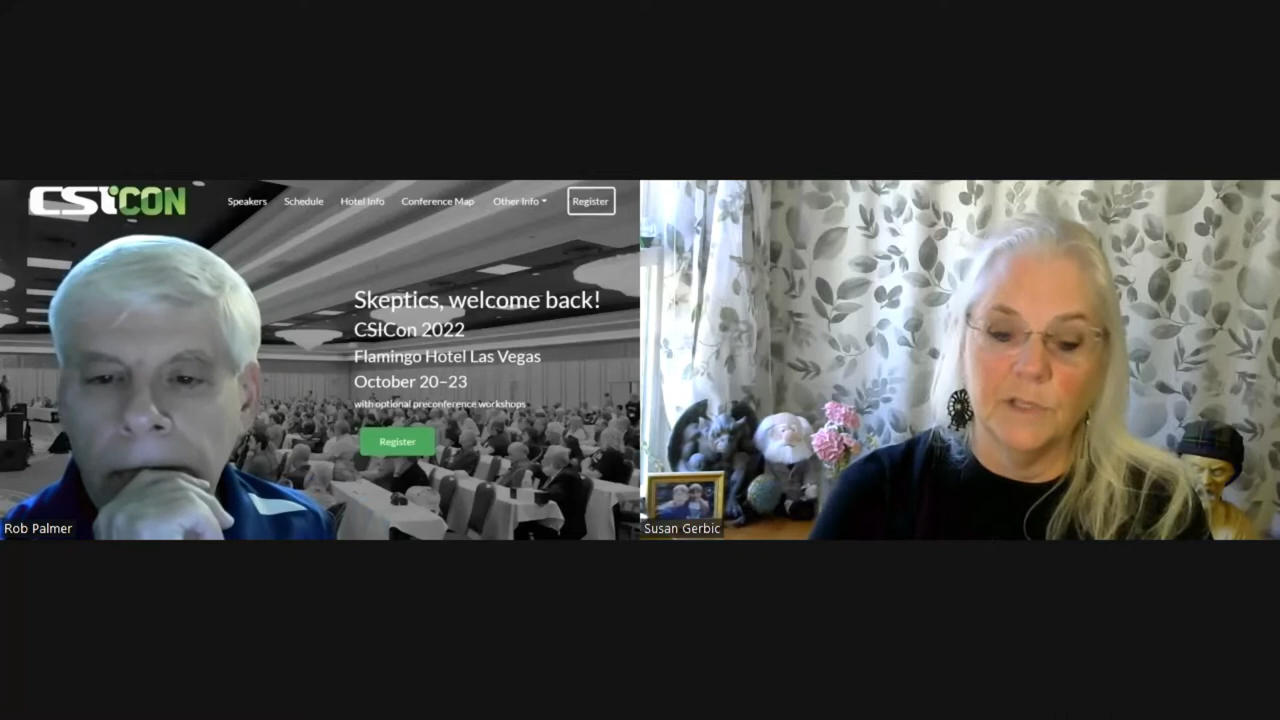 CSICON
Speakers Schedule Hotel Info Conference Map Other Info Register
Skeptics, welcome back!
CSICon 2022
Flamingo Hotel Las Vegas
October 20–23
with optional preconference workshops
Register
Rob Palmer
Susan Gerbic